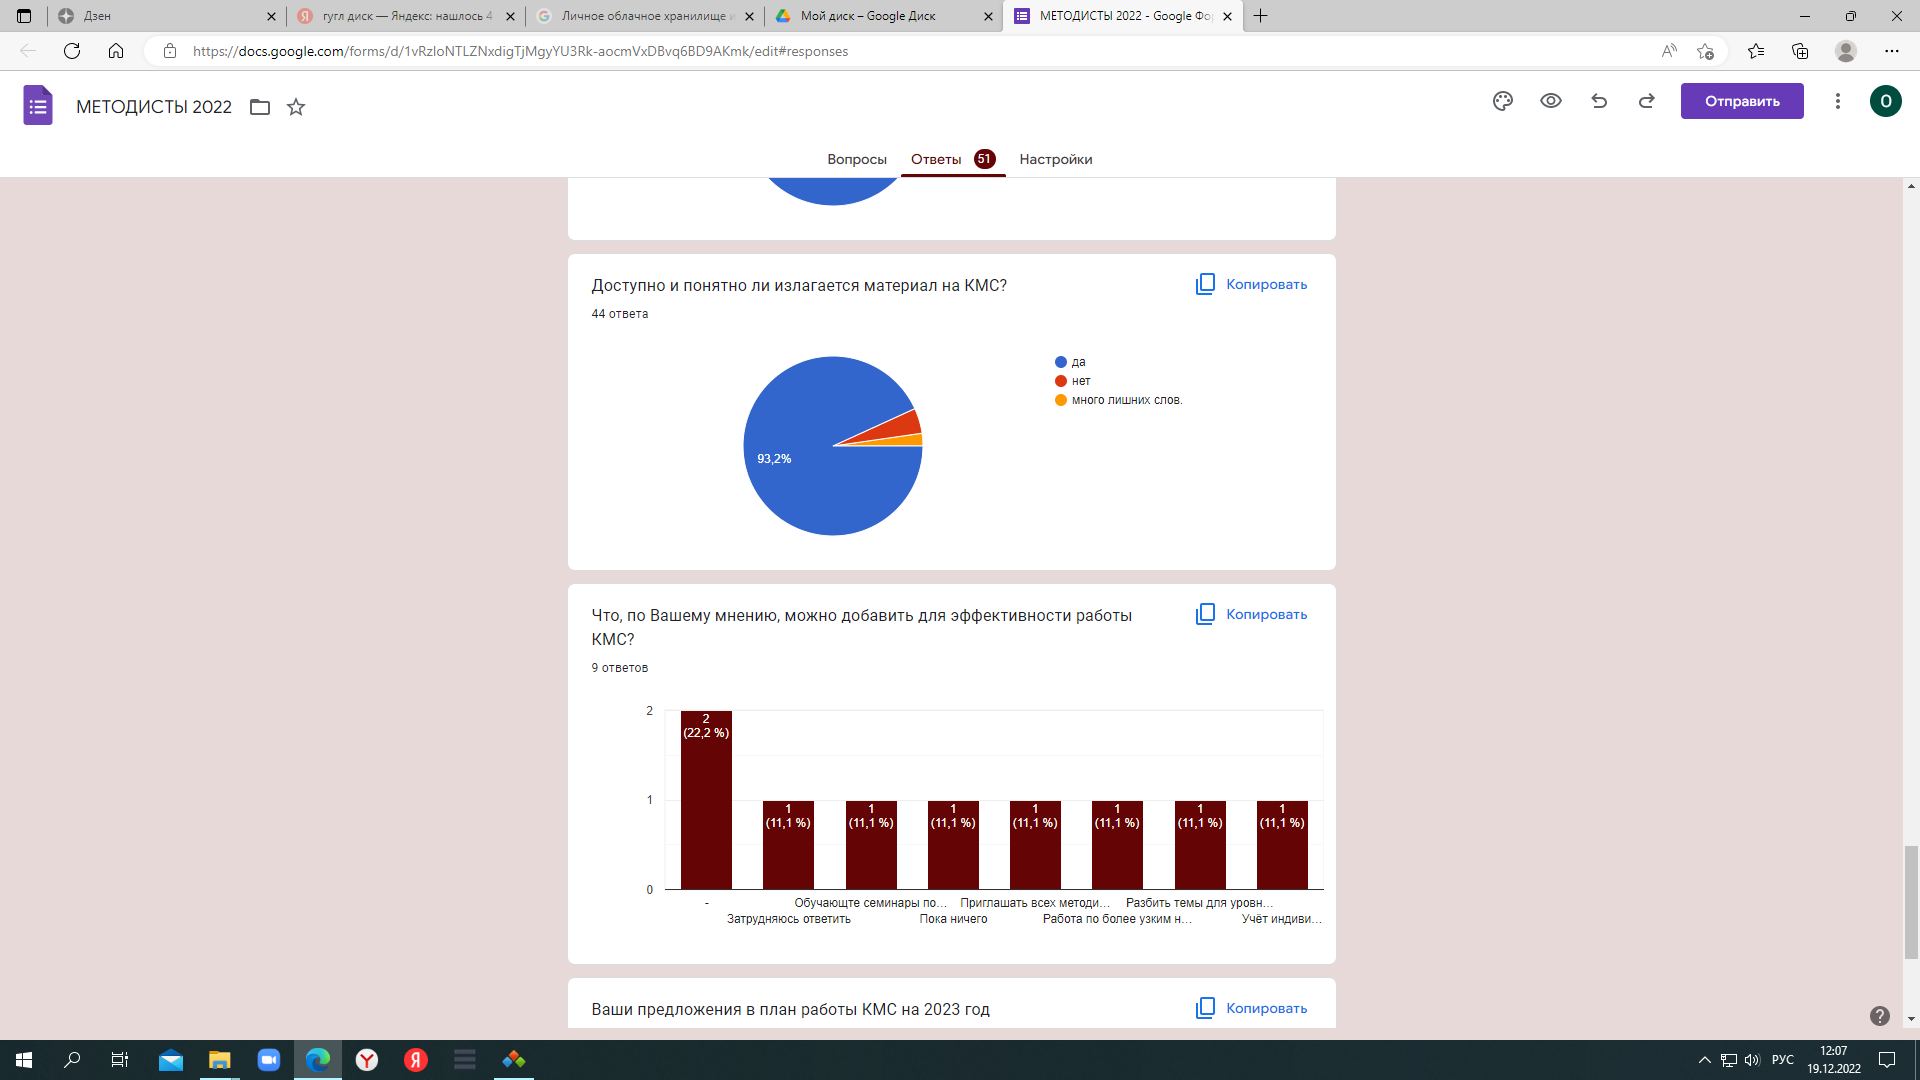 Дзен
гугл диск — Яндекс: нашлось 4
Личное облачное хранилище и
Мой диск – Google Диск
МЕТОДИСТЫ 2022 - Google Фо
https://docs.google.com/forms/d/1vRzloNTLZNxdigTjMgyYU3Rk-aocmVxDBvq6BD9AKmk/edit#responses
МЕТОДИСТЫ 2022
Отправить
O
Вопросы
Ответы 51
Настройки
Доступно и понятно ли излагается материал на КМС?
Копировать
44 ответа
да
нет
много лишних слов.
93,2%
Что, по Вашему мнению, можно добавить для эффективности работы
КМС?
Копировать
9 ответов
2
1
0
2
(22,2 %)
1
(11,1 %)
1
(11,1 %)
1
(11,1 %)
1
(11,1 %)
1
(11,1 %)
1
(11,1 %)
1
(11,1 %)
-
Затрудняюсь ответить
Обучающте семинары по…
Пока ничего
Приглашать всех методи…
Работа по более узким н…
Разбить темы для уровн…
Учёт индиви…
Ваши предложения в план работы КМС на 2023 год
Копировать
РУС
12:07
19.12.2022